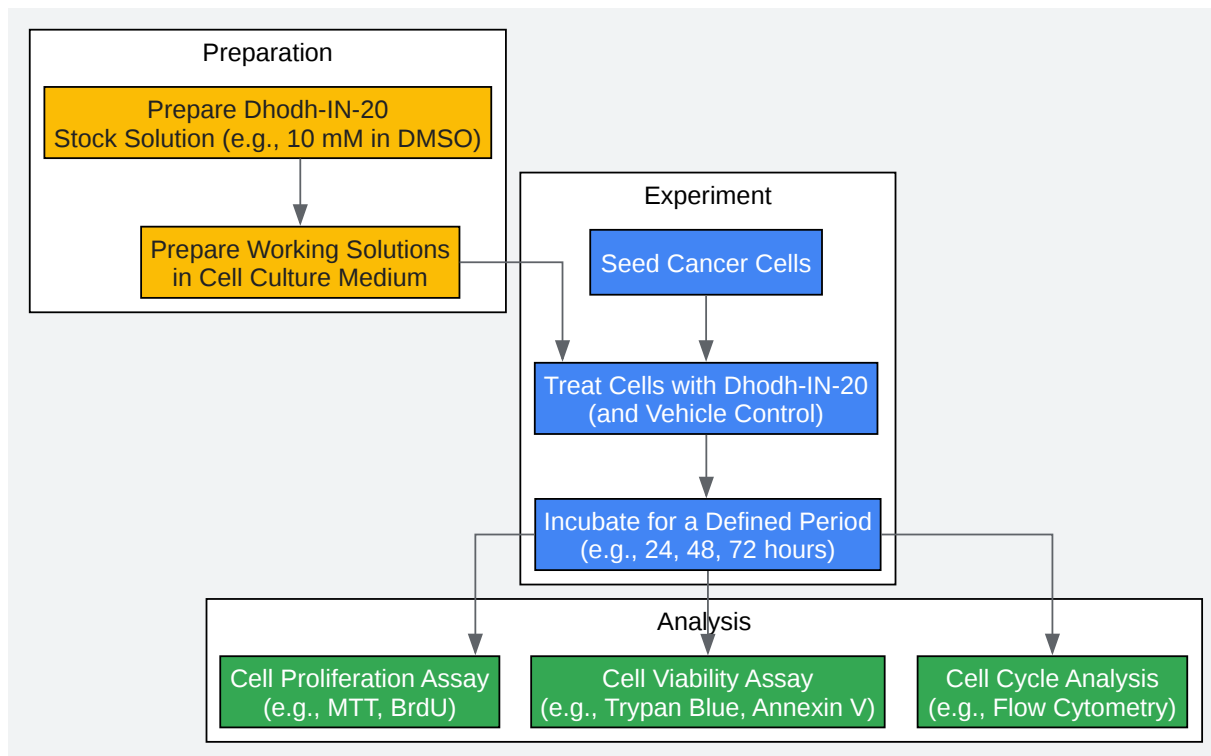 Preparation
Prepare Dhodh-IN-20
Stock Solution (e.g., 10 mM in DMSO)
Prepare Working Solutions
in Cell Culture Medium
Experiment
Seed Cancer Cells
Treat Cells with Dhodh-IN-20
(and Vehicle Control)
Incubate for a Defined Period
(e.g., 24, 48, 72 hours)
Analysis
Cell Proliferation Assay
(e.g., MTT, BrdU)
Cell Viability Assay
(e.g., Trypan Blue, Annexin V)
Cell Cycle Analysis
(e.g., Flow Cytometry)